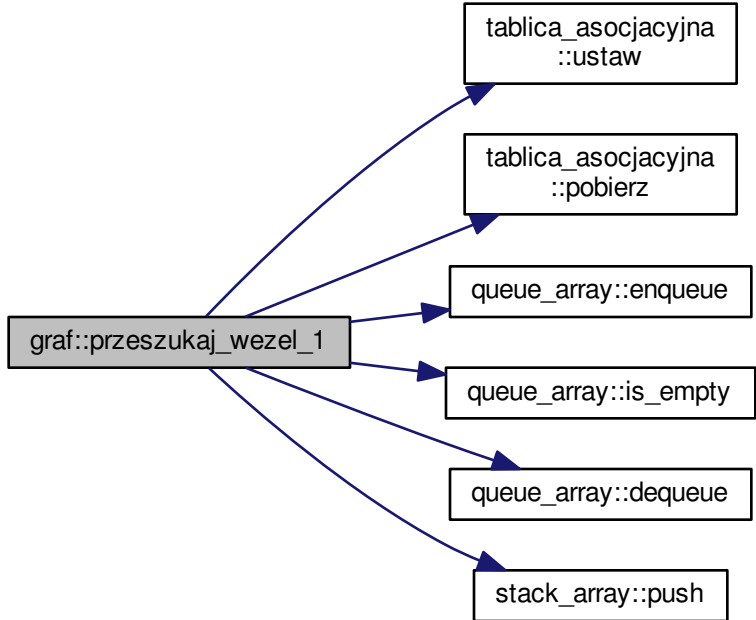 tablica_asocjacyjna
::ustaw
tablica_asocjacyjna
::pobierz
queue_array::enqueue
graf::przeszukaj_wezel_1
queue_array::is_empty
queue_array::dequeue
stack_array::push